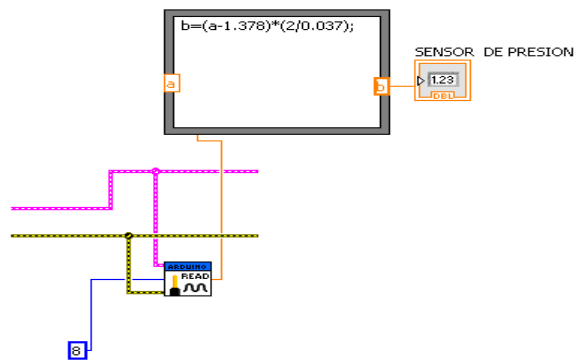 b=(a-1.378)*(2/0.037);
SENSOR DE PRESION
a
b
1.23
DBL
ARDUINO
READ
8